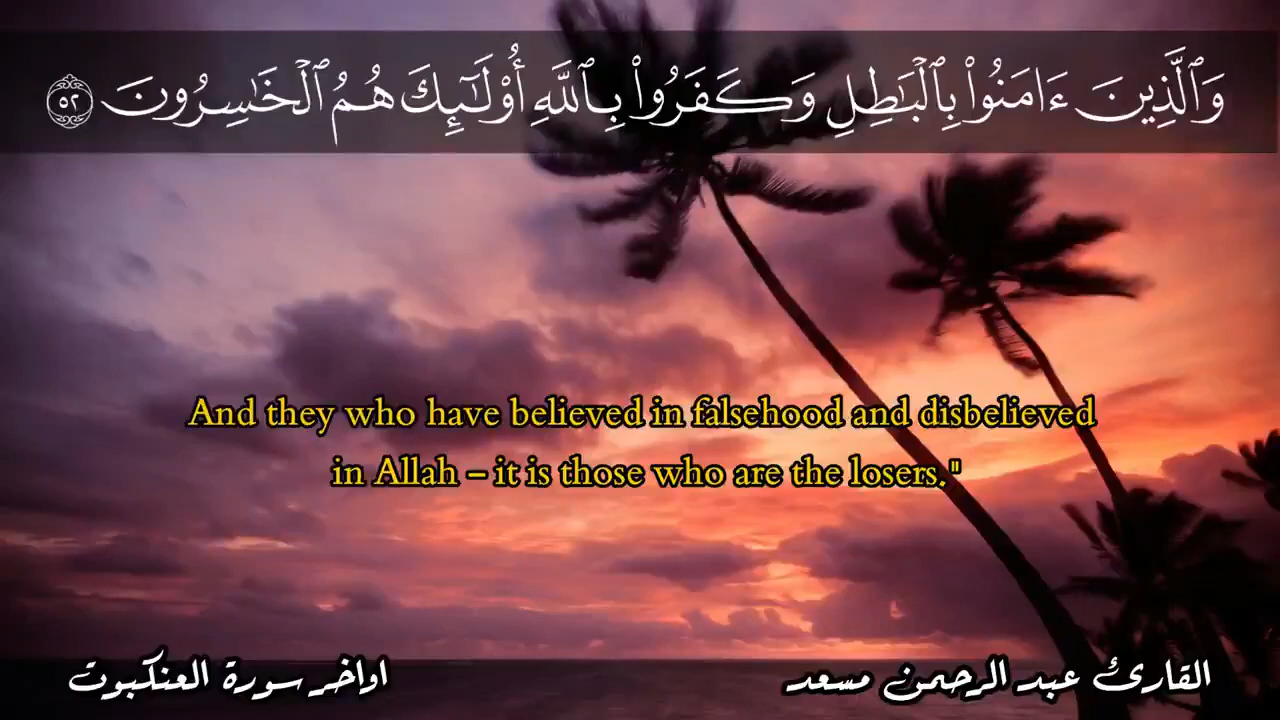 وَٱلَّذِينَ ءَامَنُوا۟ بِٱلْبَـٰطِلِ وَكَفَرُوا۟ بِٱللَّهِ أُو۟لَـٰٓئِكَ هُمُ ٱلْخَـٰسِرُونَ ٥٢
And they who have believed in falsehood and disbelieved
in Allah – it is those who are the losers."
القارئ عبد الرحمن مسعد
اواخر سورة العنكبوت